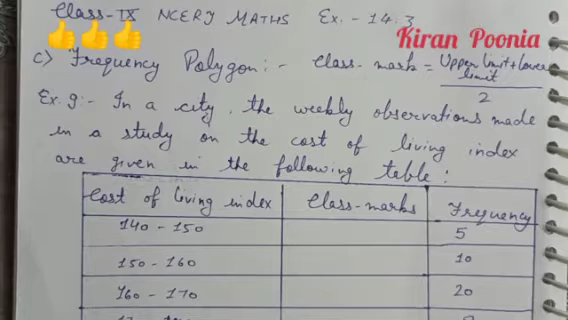 Class-IX NCERT MATHS Ex. - 14.3
Kiran Poonia
c) Frequency Polygon:- Class-mark = Upper limit + Lower limit
2
Ex.9:- In a city, the weekly observations made
in a study on the cost of living index
are given in the following table:
Cost of living index Class-marks Frequency
140 - 150 5
150 - 160 10
160 - 170 20